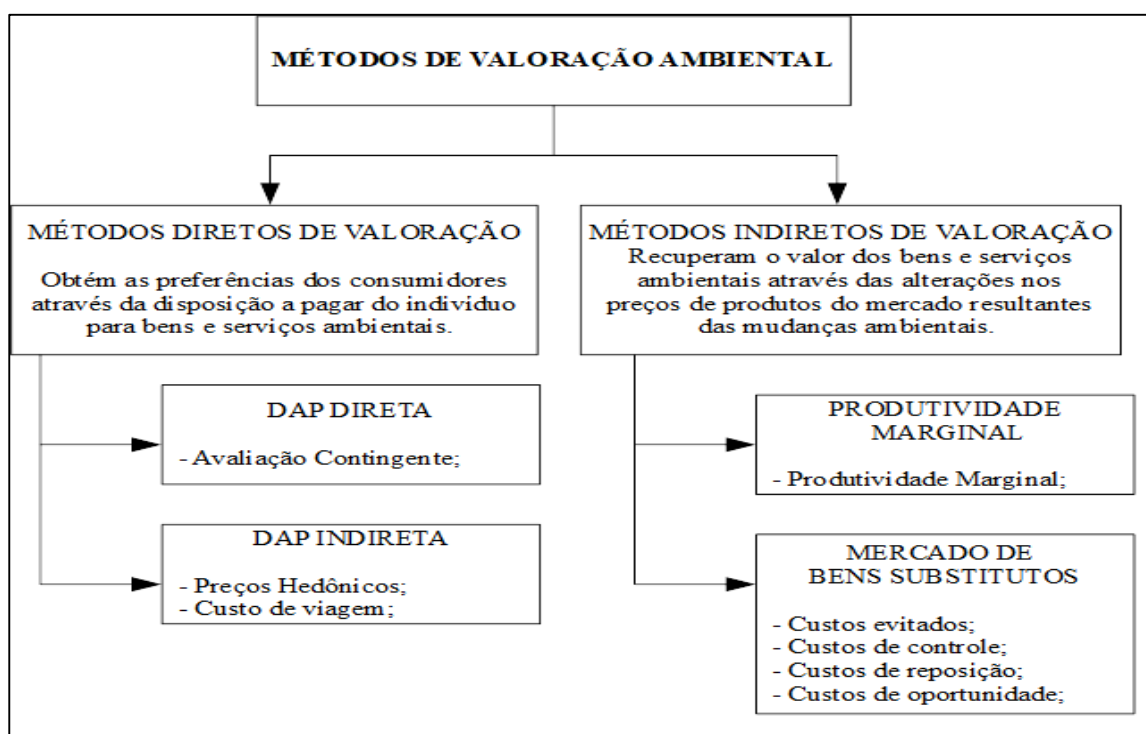 MÉTODOS DE VALORAÇÃO AMBIENTAL
MÉTODOS DIRETOS DE VALORAÇÃO
Obtém as preferências dos consumidores
através da disposição a pagar do indivíduo
para bens e serviços ambientais.
DAP DIRETA
- Avaliação Contingente;
DAP INDIRETA
- Preços Hedônicos;
- Custo de viagem;
MÉTODOS INDIRETOS DE VALORAÇÃO
Recuperam o valor dos bens e serviços
ambientais através das alterações nos
preços de produtos do mercado resultantes
das mudanças ambientais.
PRODUTIVIDADE
MARGINAL
- Produtividade Marginal;
MERCADO DE
BENS SUBSTITUTOS
- Custos evitados;
- Custos de controle;
- Custos de reposição;
- Custos de oportunidade;